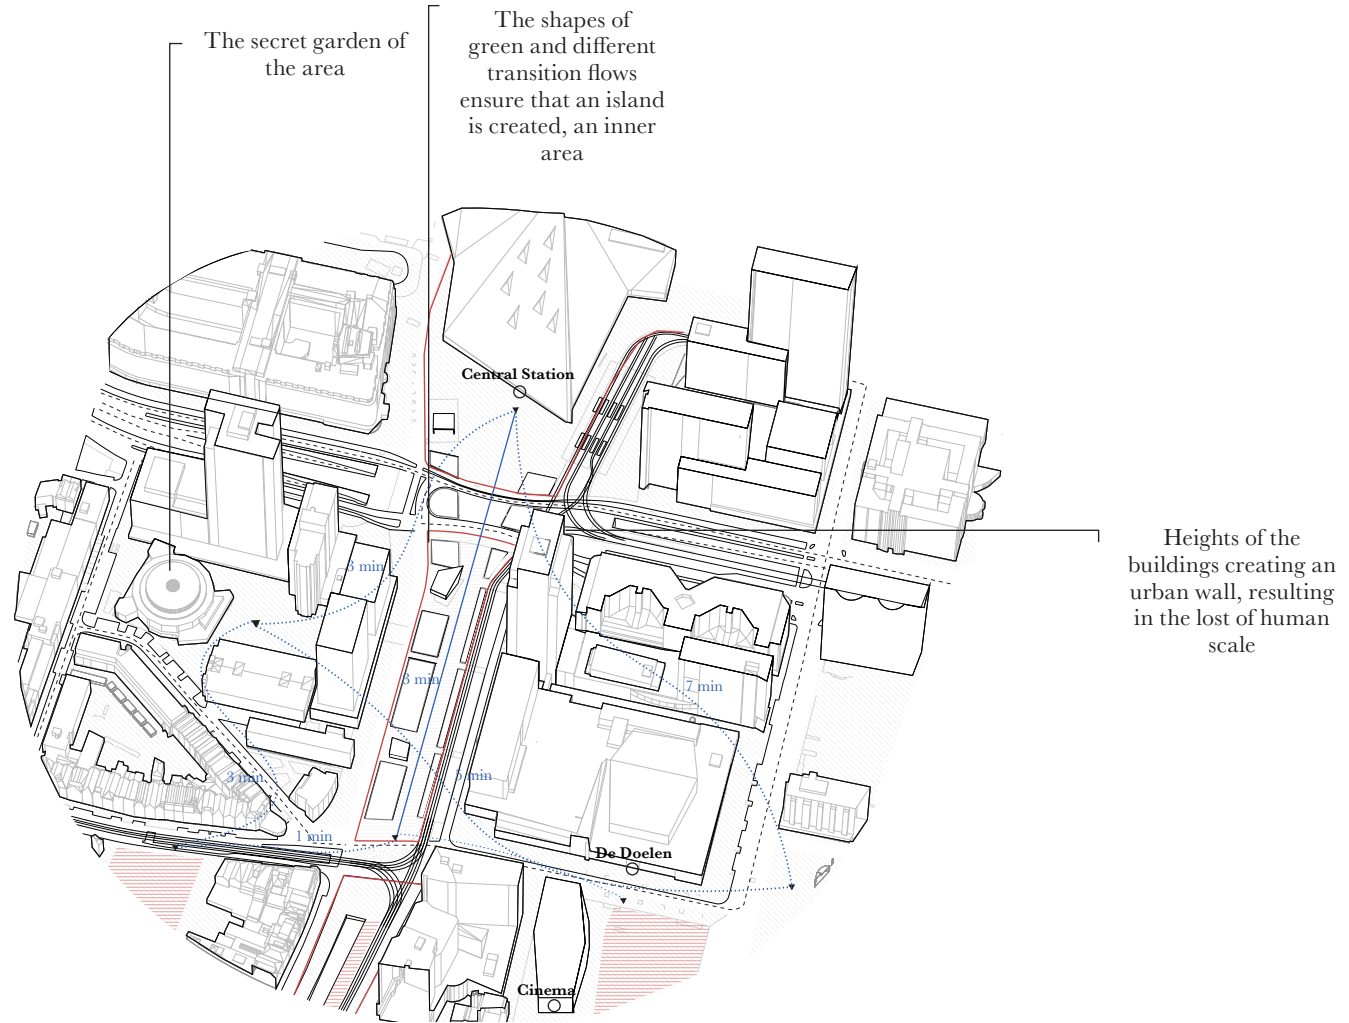 The secret garden of
the area
The shapes of
green and different
transition flows
ensure that an island
is created, an inner
area
Central Station
Heights of the
buildings creating an
urban wall, resulting
in the lost of human
scale
3 min
3 min
7 min
3 min
5 min
1 min
De Doelen
Cinema